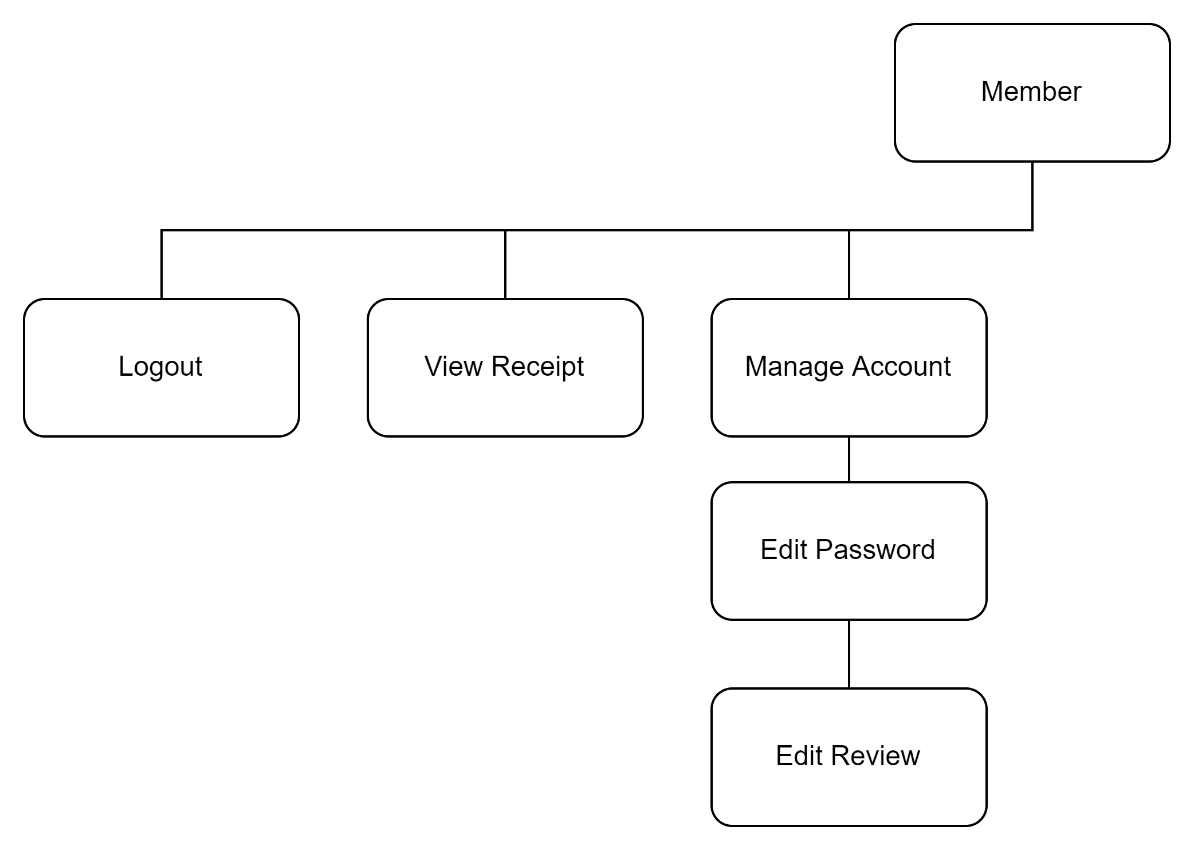 Member
Logout
View Receipt
Manage Account
Edit Password
Edit Review